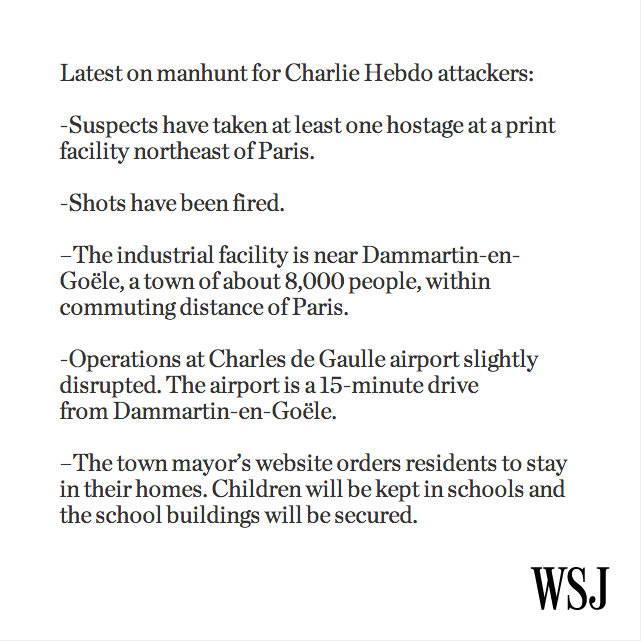 Latest on manhunt for Charlie Hebdo attackers:
-Suspects have taken at least one hostage at a print
facility northeast of Paris.
-Shots have been fired.
–The industrial facility is near Dammartin-en-
Goële, a town of about 8,000 people, within
commuting distance of Paris.
-Operations at Charles de Gaulle airport slightly
disrupted. The airport is a 15-minute drive
from Dammartin-en-Goële.
–The town mayor’s website orders residents to stay
in their homes. Children will be kept in schools and
the school buildings will be secured.
WSJ